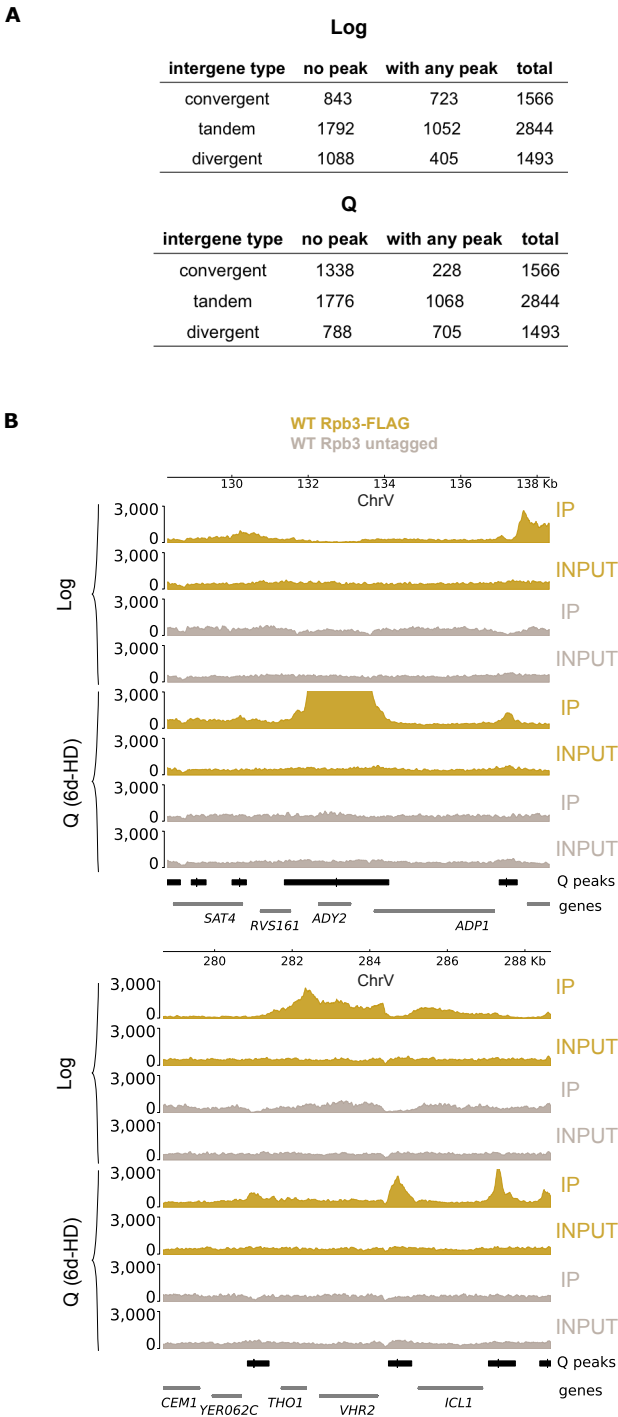 A
Log
intergene type no peak with any peak total
convergent 843 723 1566
tandem 1792 1052 2844
divergent 1088 405 1493
Q
intergene type no peak with any peak total
convergent 1338 228 1566
tandem 1776 1068 2844
divergent 788 705 1493
B
WT Rpb3-FLAG
WT Rpb3 untagged
130 132 134 136 138 Kb
ChrV
Log
3,000 0 IP
3,000 0 INPUT
3,000 0 IP
3,000 0 INPUT
Q (6d-HD)
3,000 0 IP
3,000 0 INPUT
3,000 0 IP
3,000 0 INPUT
Q peaks
genes
SAT4 RVS161 ADY2 ADP1
280 282 284 286 288 Kb
ChrV
Log
3,000 0 IP
3,000 0 INPUT
3,000 0 IP
3,000 0 INPUT
Q (6d-HD)
3,000 0 IP
3,000 0 INPUT
3,000 0 IP
3,000 0 INPUT
Q peaks
genes
CEM1 YER062C THO1 VHR2 ICL1